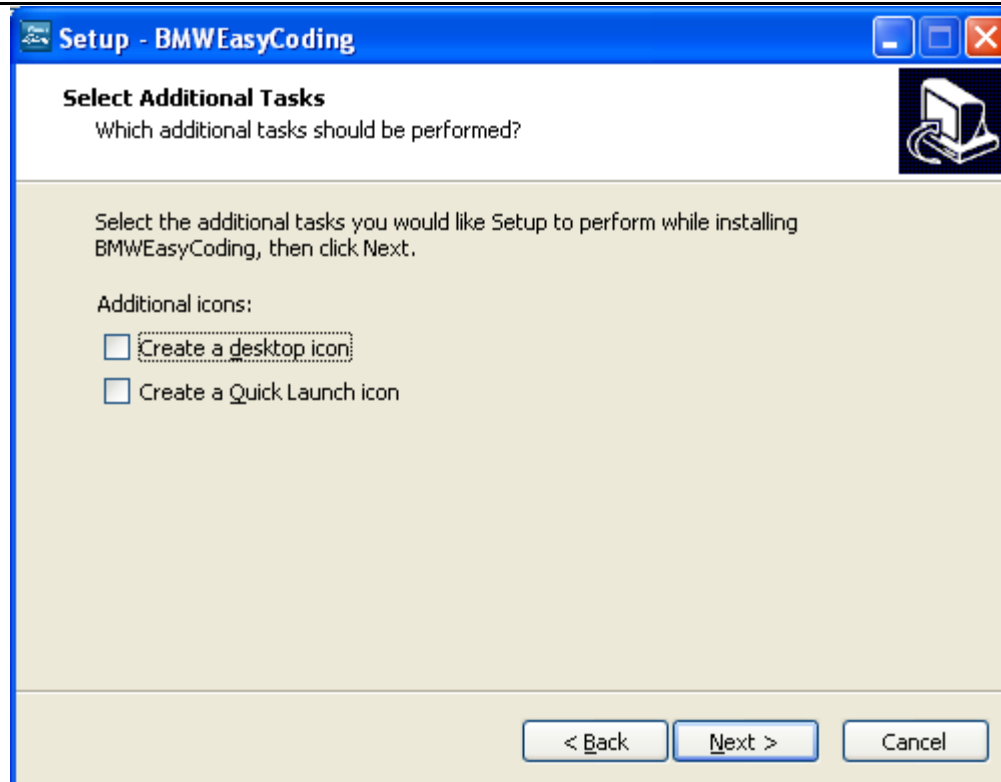 Setup - BMWEasyCoding
Select Additional Tasks
Which additional tasks should be performed?
Select the additional tasks you would like Setup to perform while installing
BMWEasyCoding, then click Next.
Additional icons:
Create a desktop icon
Create a Quick Launch icon
< Back
Next >
Cancel